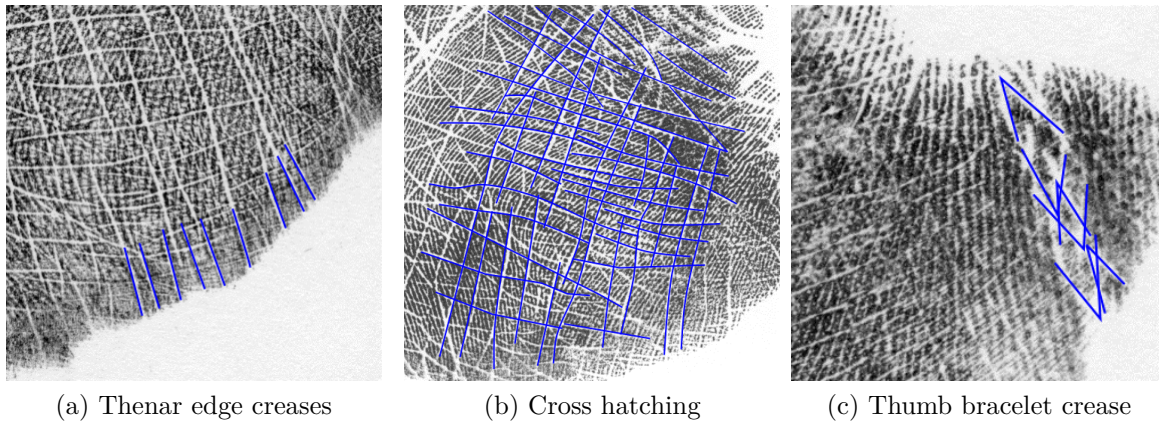 (a) Thenar edge creases
(b) Cross hatching
(c) Thumb bracelet crease